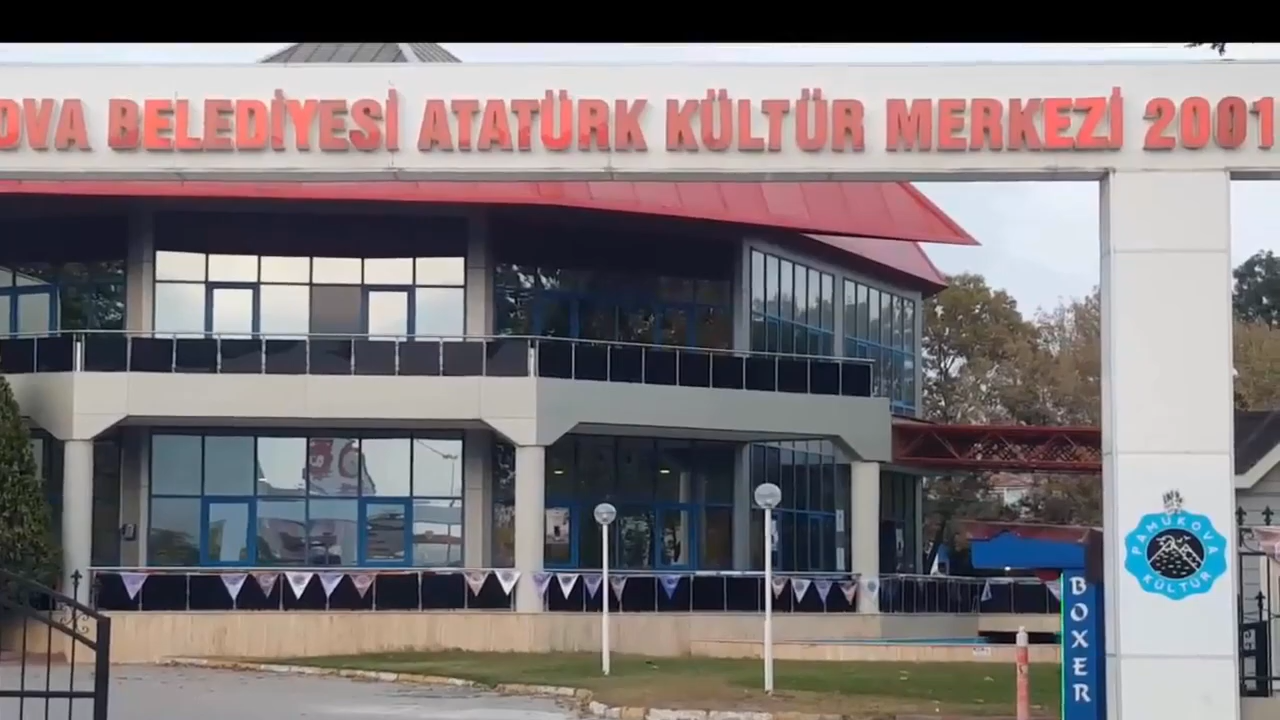 OVA BELEDİYESİ ATATÜRK KÜLTÜR MERKEZİ 2001
PAMUKOVA
KÜLTÜR
BOXER